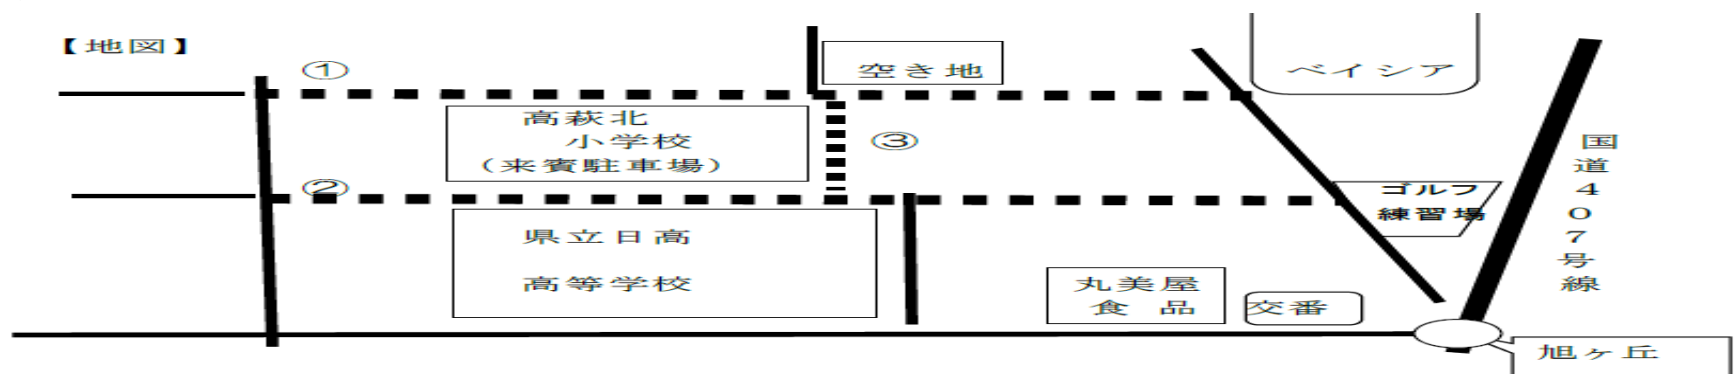 【地図】
①
空き地
ベイシア
高萩北
小学校
(来賓駐車場)
③
国道407号線
②
ゴルフ
練習場
県立日高
高等学校
丸美屋
食品
交番
旭ヶ丘